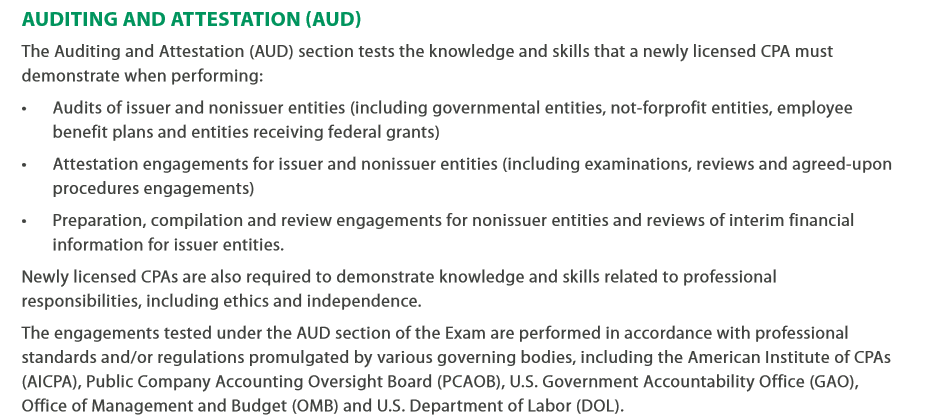 AUDITING AND ATTESTATION (AUD)
The Auditing and Attestation (AUD) section tests the knowledge and skills that a newly licensed CPA must
demonstrate when performing:
• Audits of issuer and nonissuer entities (including governmental entities, not-forprofit entities, employee
benefit plans and entities receiving federal grants)
• Attestation engagements for issuer and nonissuer entities (including examinations, reviews and agreed-upon
procedures engagements)
• Preparation, compilation and review engagements for nonissuer entities and reviews of interim financial
information for issuer entities.
Newly licensed CPAs are also required to demonstrate knowledge and skills related to professional
responsibilities, including ethics and independence.
The engagements tested under the AUD section of the Exam are performed in accordance with professional
standards and/or regulations promulgated by various governing bodies, including the American Institute of CPAs
(AICPA), Public Company Accounting Oversight Board (PCAOB), U.S. Government Accountability Office (GAO),
Office of Management and Budget (OMB) and U.S. Department of Labor (DOL).